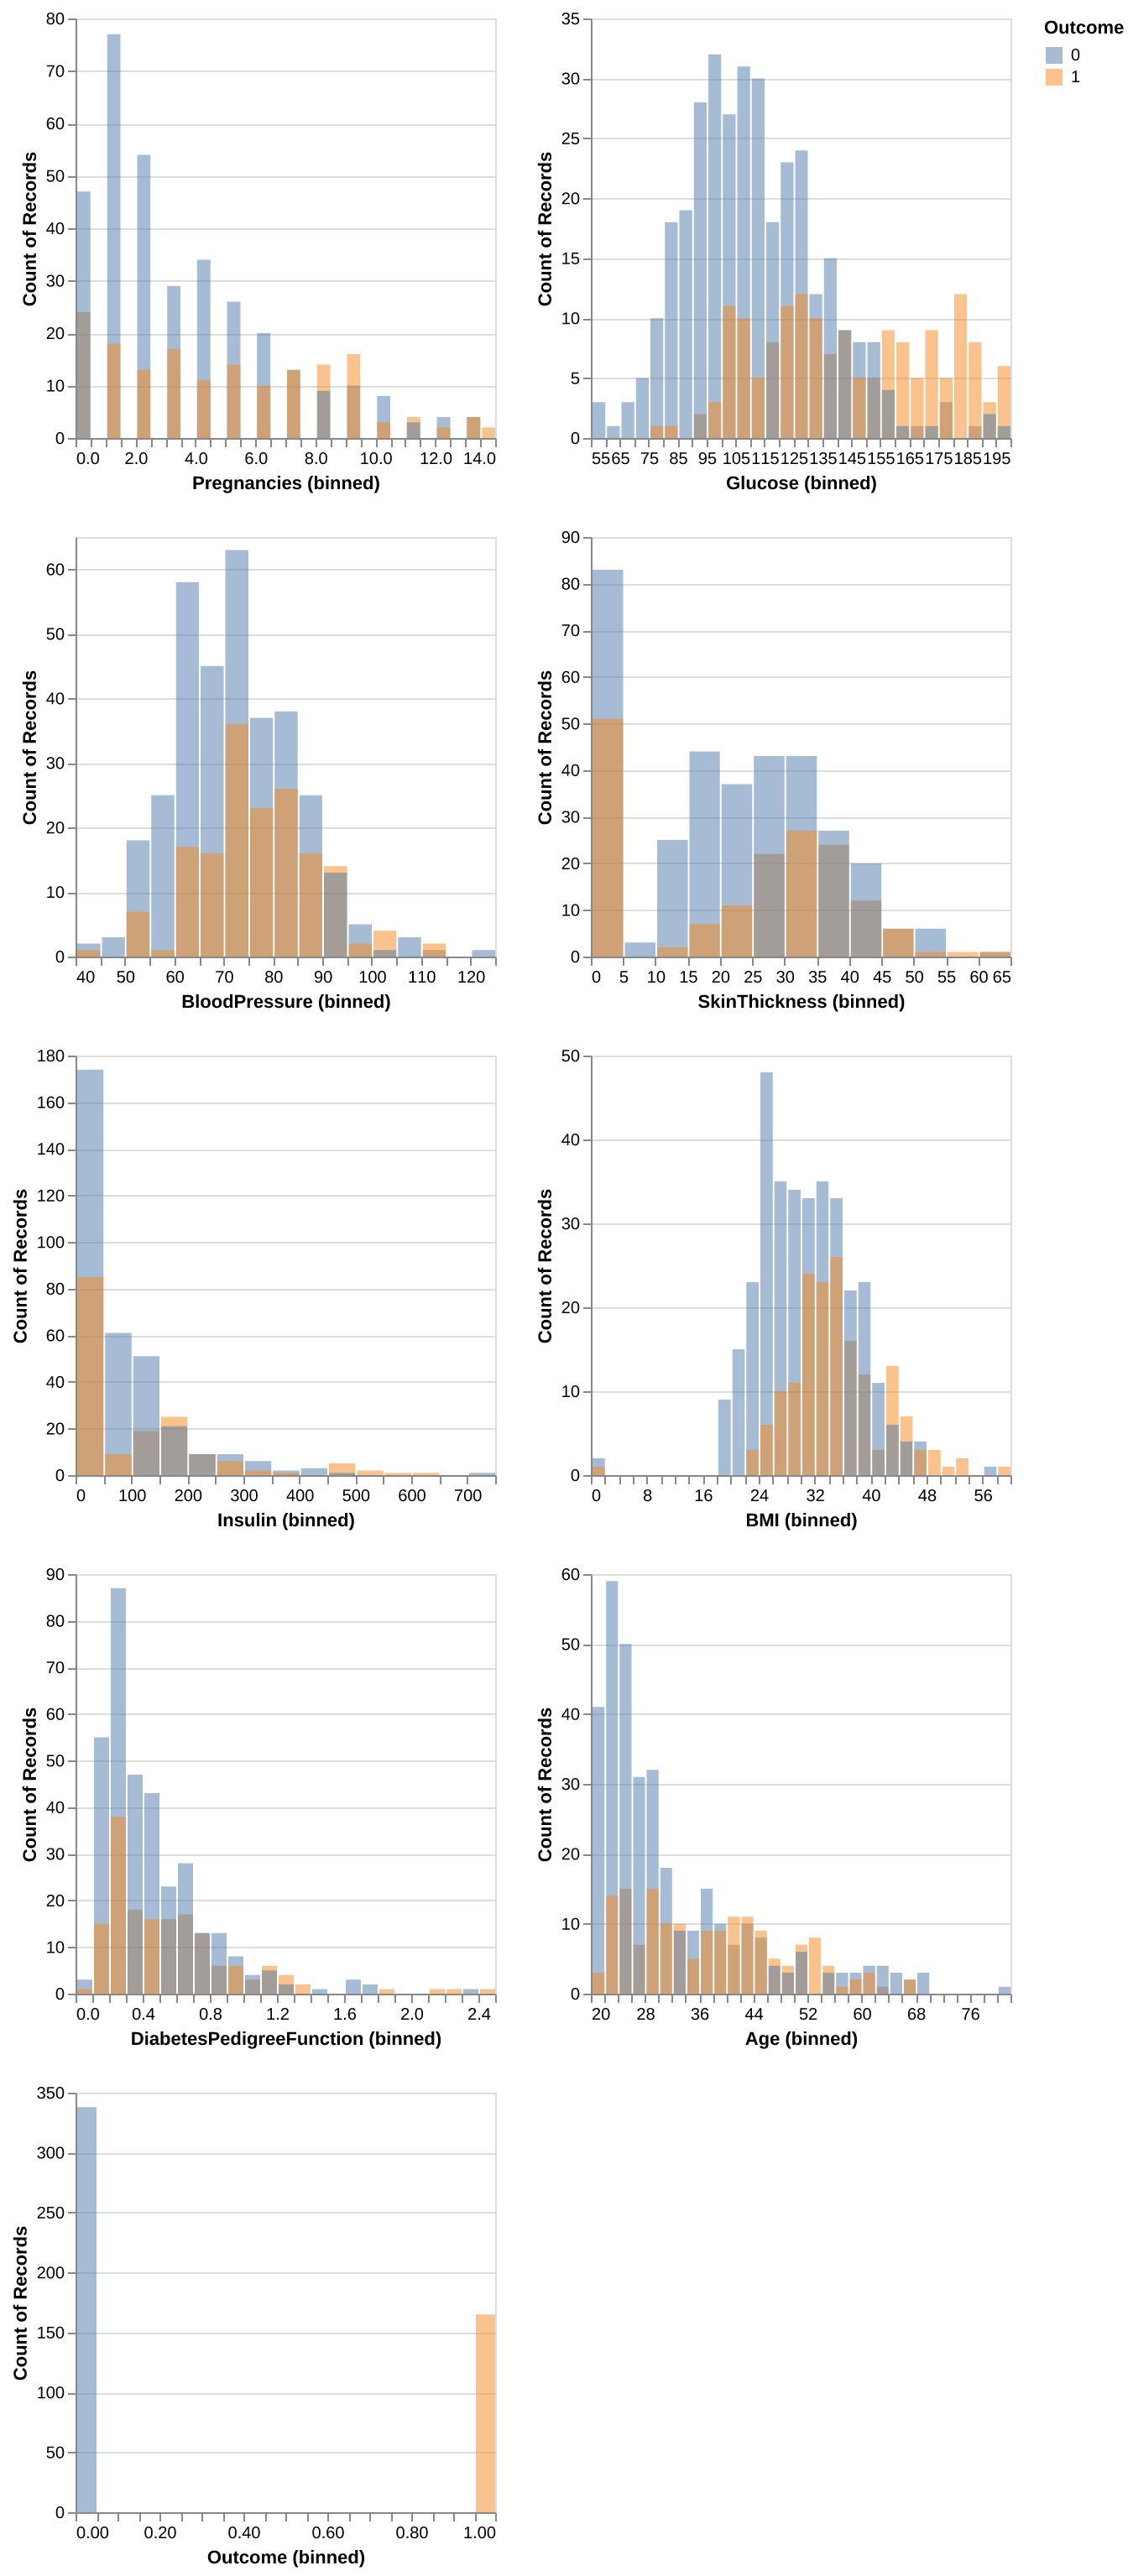 80
70
60
50
40
30
20
10
0
Count of Records
0.0 2.0 4.0 6.0 8.0 10.0 12.0 14.0
Pregnancies (binned)
35
30
25
20
15
10
5
0
Count of Records
55 65 75 85 95 105 115 125 135 145 155 165 175 185 195
Glucose (binned)
Outcome
0
1
60
50
40
30
20
10
0
Count of Records
40 50 60 70 80 90 100 110 120
BloodPressure (binned)
90
80
70
60
50
40
30
20
10
0
Count of Records
0 5 10 15 20 25 30 35 40 45 50 55 60 65
SkinThickness (binned)
180
160
140
120
100
80
60
40
20
0
Count of Records
0 100 200 300 400 500 600 700
Insulin (binned)
50
40
30
20
10
0
Count of Records
0 8 16 24 32 40 48 56
BMI (binned)
90
80
70
60
50
40
30
20
10
0
Count of Records
0.0 0.4 0.8 1.2 1.6 2.0 2.4
DiabetesPedigreeFunction (binned)
60
50
40
30
20
10
0
Count of Records
20 28 36 44 52 60 68 76
Age (binned)
350
300
250
200
150
100
50
0
Count of Records
0.00 0.20 0.40 0.60 0.80 1.00
Outcome (binned)